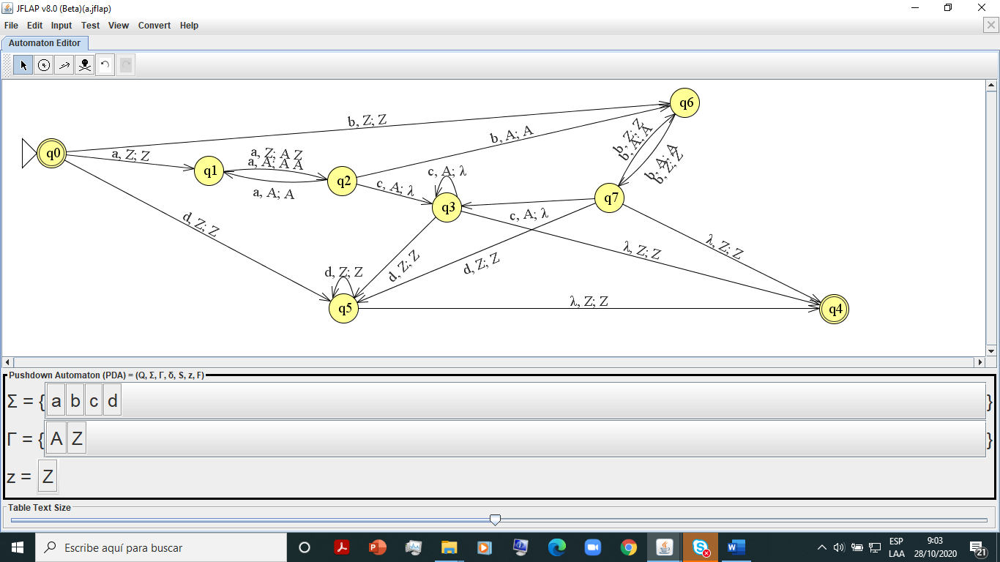 JFLAP v8.0 (Beta)(a.jflap)
File Edit Input Test View Convert Help
Automaton Editor
q6
b, Z; Z
b, Z; Z
b, A; A
b, A; A
q0
a, Z; Z
a, Z; A Z
a, A; A A
b, A; A
b, Z; Z
q1
q2
c, A; λ
a, A; A
c, A; λ
q7
q3
c, A; λ
d, Z; Z
λ, Z; Z
λ, Z; Z
d, Z; Z
d, Z; Z
d, Z; Z
λ, Z; Z
q5
q4
Pushdown Automaton (PDA) = (Q, Σ, Γ, δ, S, z, F)
Σ = { a b c d }
Γ = { A Z }
z = Z
Table Text Size
Escribe aquí para buscar
ESP
LAA
9:03
28/10/2020
21